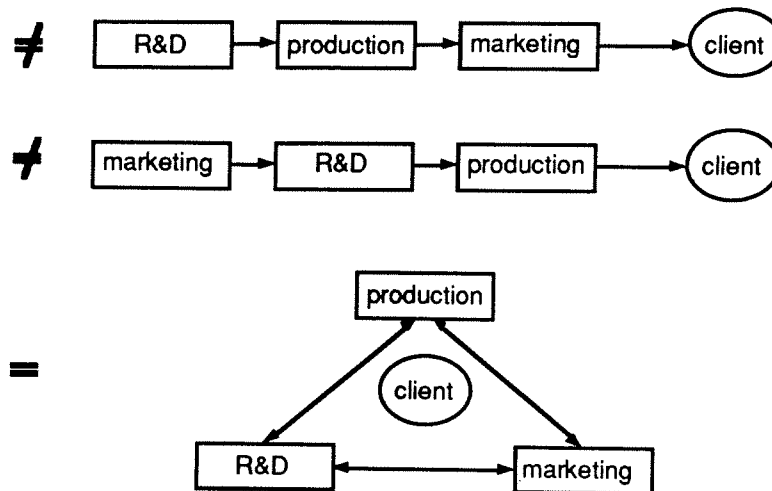 ≠ R&D production marketing client
≠ marketing R&D production client
production
= client
R&D marketing